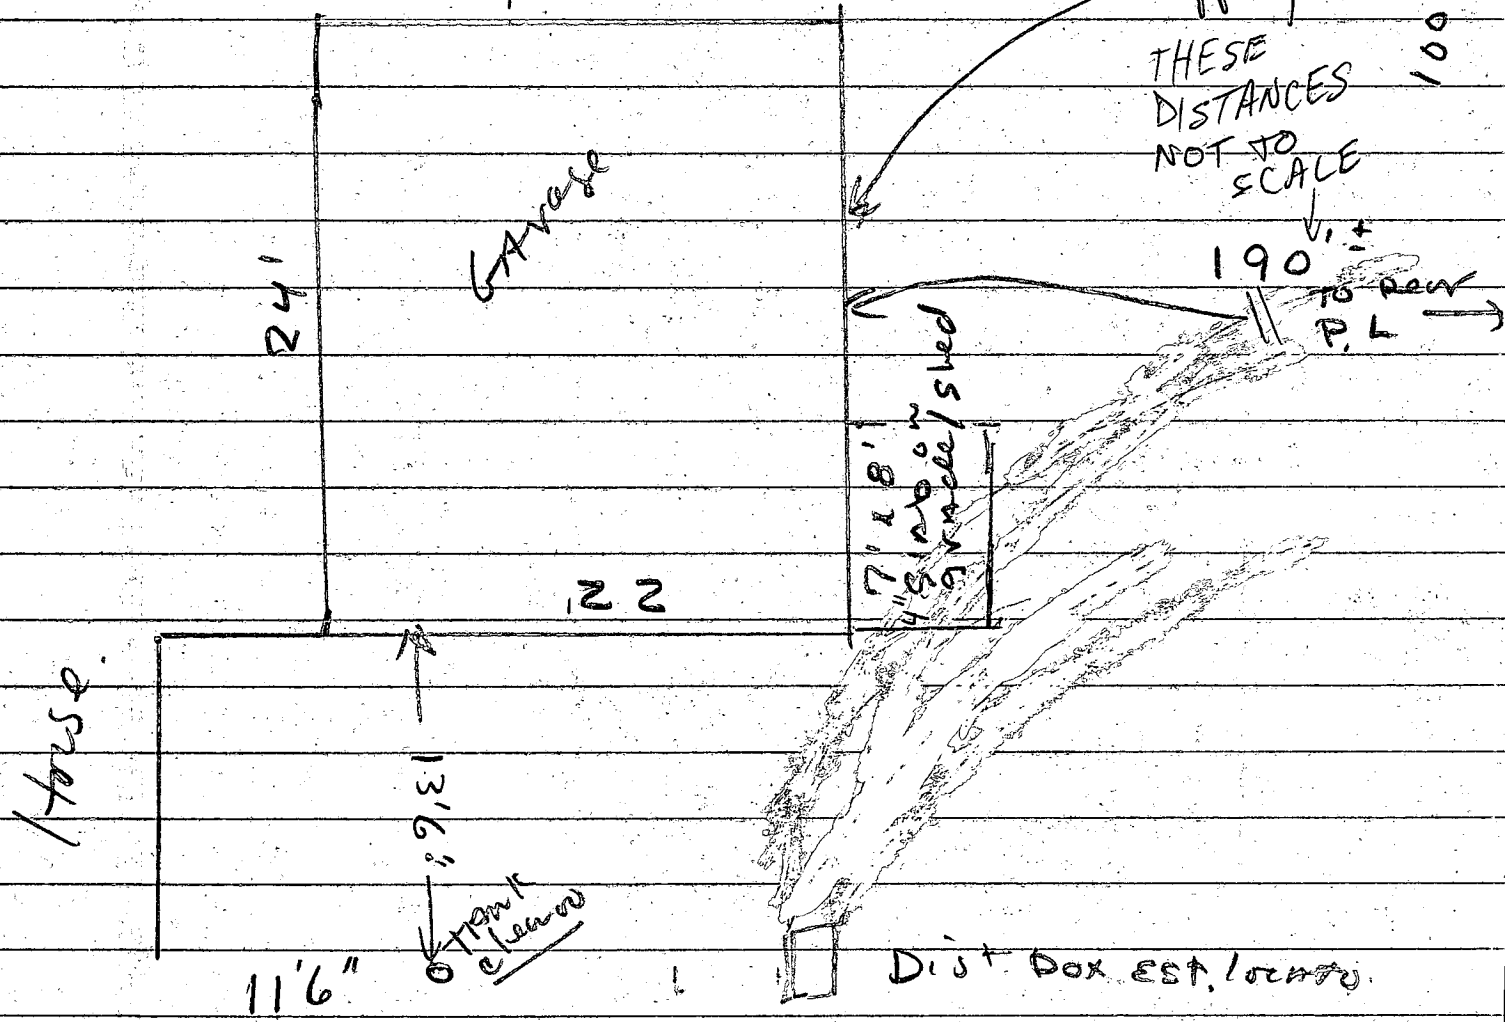 THESE
DISTANCES
NOT TO
SCALE
100
190' ±
TO Rear
P. L
GArage
24'
7' x 8'
4" Slab on
grade/shed
22'
House.
13'6"
tank
cleanout
11'6"
Dist Box EST. locato.